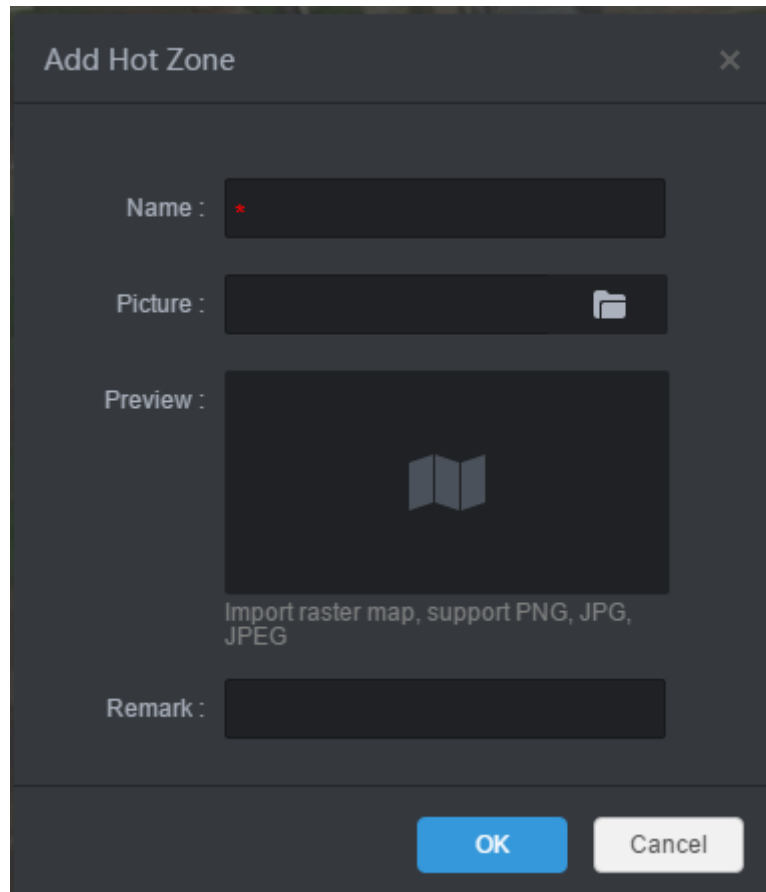 Add Hot Zone ×
Name : *
Picture :
Preview :
Import raster map, support PNG, JPG,
JPEG
Remark :
OK Cancel